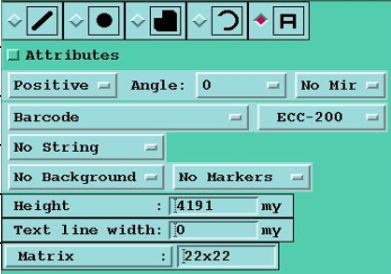 A
Attributes
Positive Angle: 0 No Mir
Barcode ECC-200
No String
No Background No Markers
Height : 4191 my
Text line width: 0 my
Matrix : 22x22